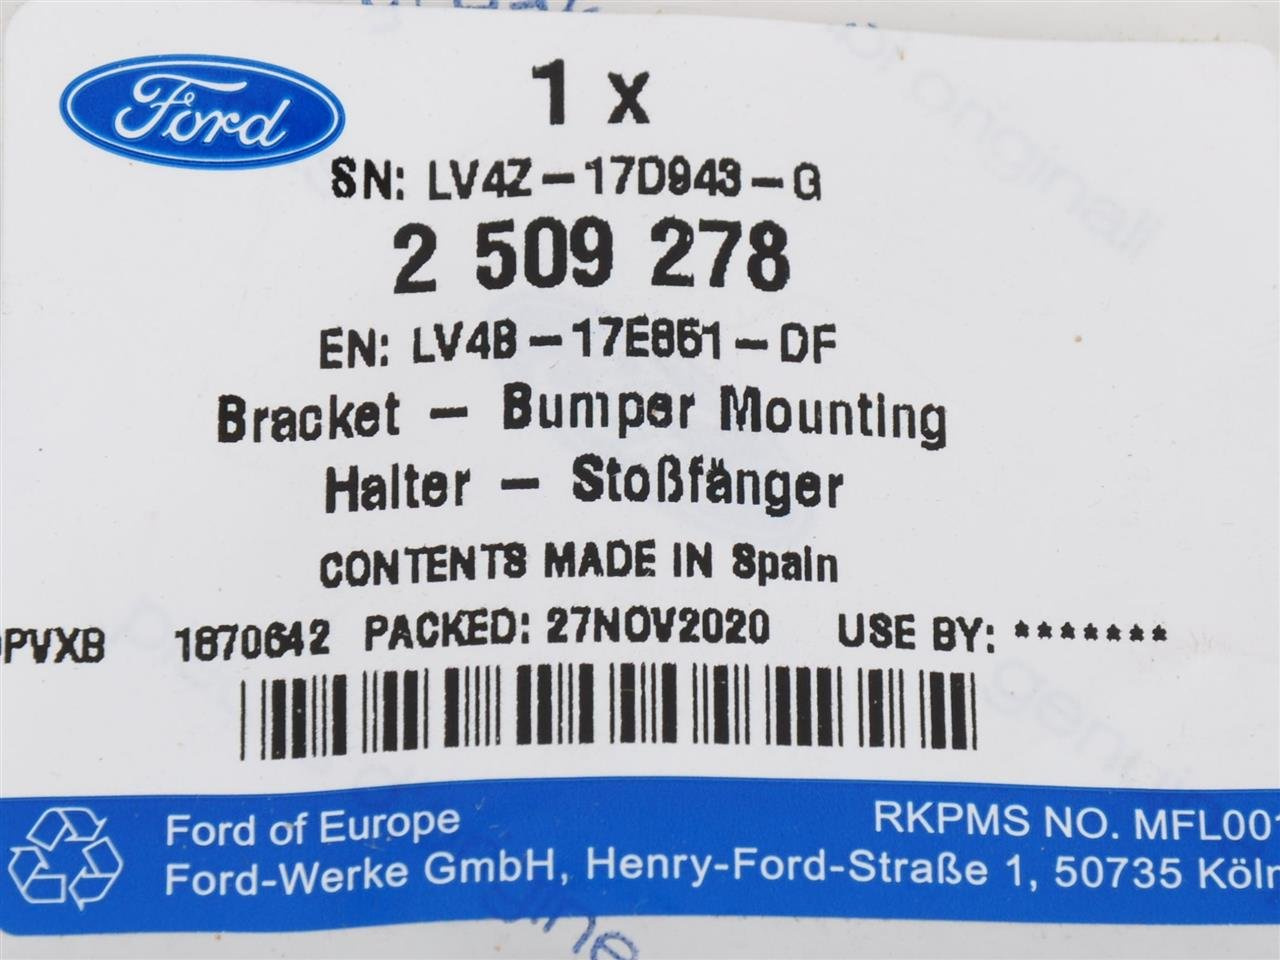 Ford
1 x
SN: LV4Z-17D943-G
2 509 278
EN: LV4B-17E861-DF
Bracket - Bumper Mounting
Halter - Stoßfänger
CONTENTS MADE IN Spain
PVXB 1870642 PACKED: 27NOV2020 USE BY: *******
Ford of Europe RKPMS NO. MFL001
Ford-Werke GmbH, Henry-Ford-Straße 1, 50735 Köln